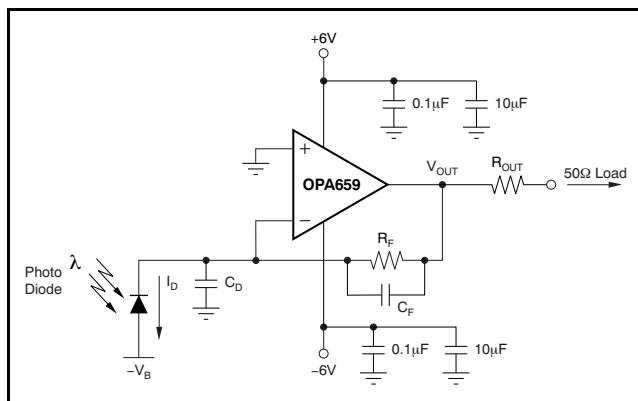 +6V
0.1μF
10μF
+
OPA659
−
V_OUT
R_OUT
50Ω Load
R_F
C_F
Photo
Diode
λ
I_D
C_D
−V_B
0.1μF
10μF
−6V